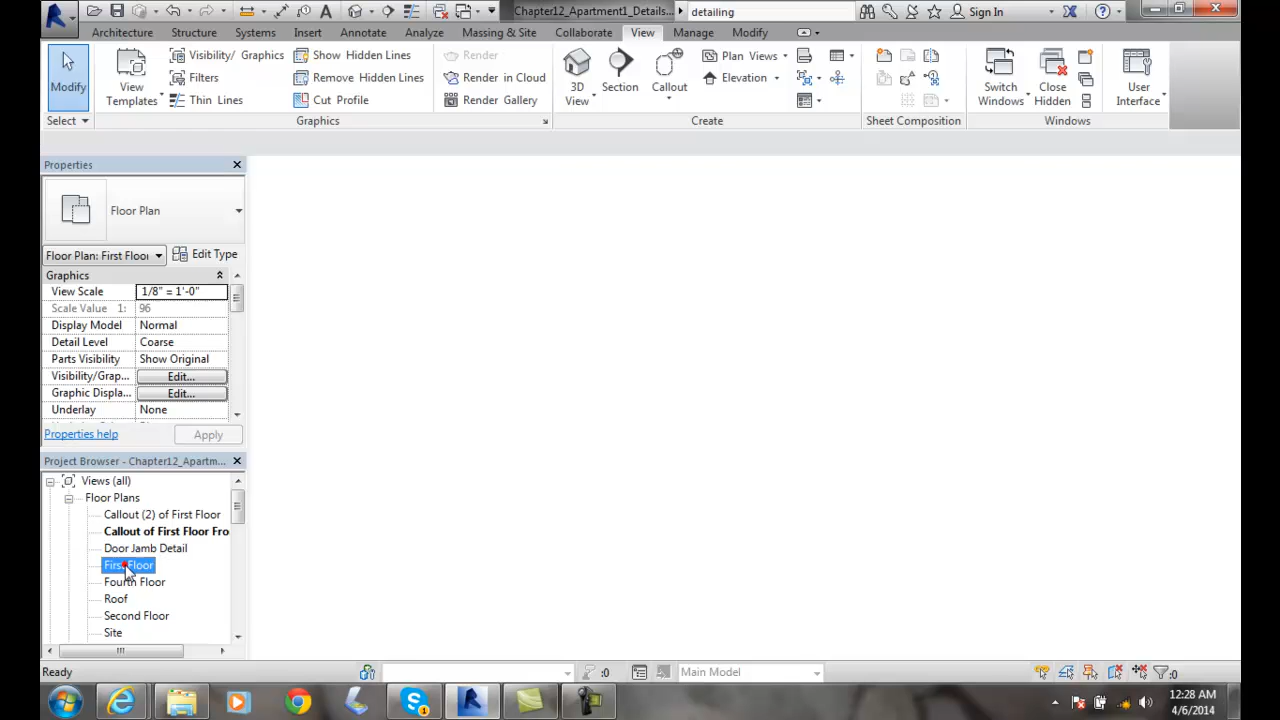 Chapter12_Apartment1_Details... detailing Sign In
Architecture Structure Systems Insert Annotate Analyze Massing & Site Collaborate View Manage Modify
Modify
View Templates
Visibility/ Graphics
Filters
Thin Lines
Show Hidden Lines
Remove Hidden Lines
Cut Profile
Render
Render in Cloud
Render Gallery
3D View
Section
Callout
Plan Views
Elevation
Switch Windows
Close Hidden
User Interface
Select Graphics Create Sheet Composition Windows
Properties
Floor Plan
Floor Plan: First Floor Edit Type
Graphics
View Scale 1/8" = 1'-0"
Scale Value 1: 96
Display Model Normal
Detail Level Coarse
Parts Visibility Show Original
Visibility/Grap... Edit...
Graphic Displa... Edit...
Underlay None
Properties help Apply
Project Browser - Chapter12_Apartm...
Views (all)
Floor Plans
Callout (2) of First Floor
Callout of First Floor Fro
Door Jamb Detail
First Floor
Fourth Floor
Roof
Second Floor
Site
Ready :0 Main Model :0
12:28 AM
4/6/2014